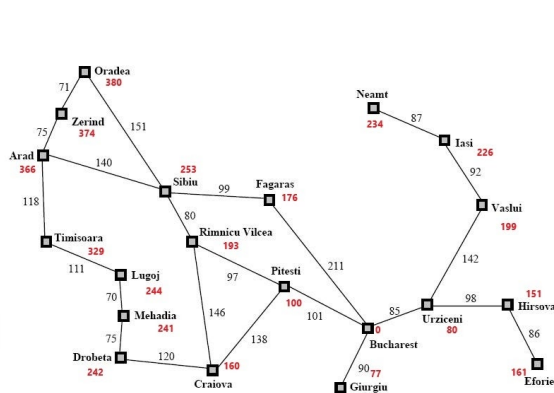 Oradea
380
71
Neamt
234
87
Zerind
374
75
151
Iasi
226
Arad
366
140
92
253
Sibiu
99
Fagaras
176
118
80
Vaslui
199
Timisoara
329
Rimnicu Vilcea
193
111
Lugoj
244
97
Pitesti
100
211
142
70
146
101
85
98
151
Hirsova
Mehadia
241
138
0
Bucharest
Urziceni
80
75
86
Drobeta
242
120
160
Craiova
90
77
Giurgiu
161
Eforie